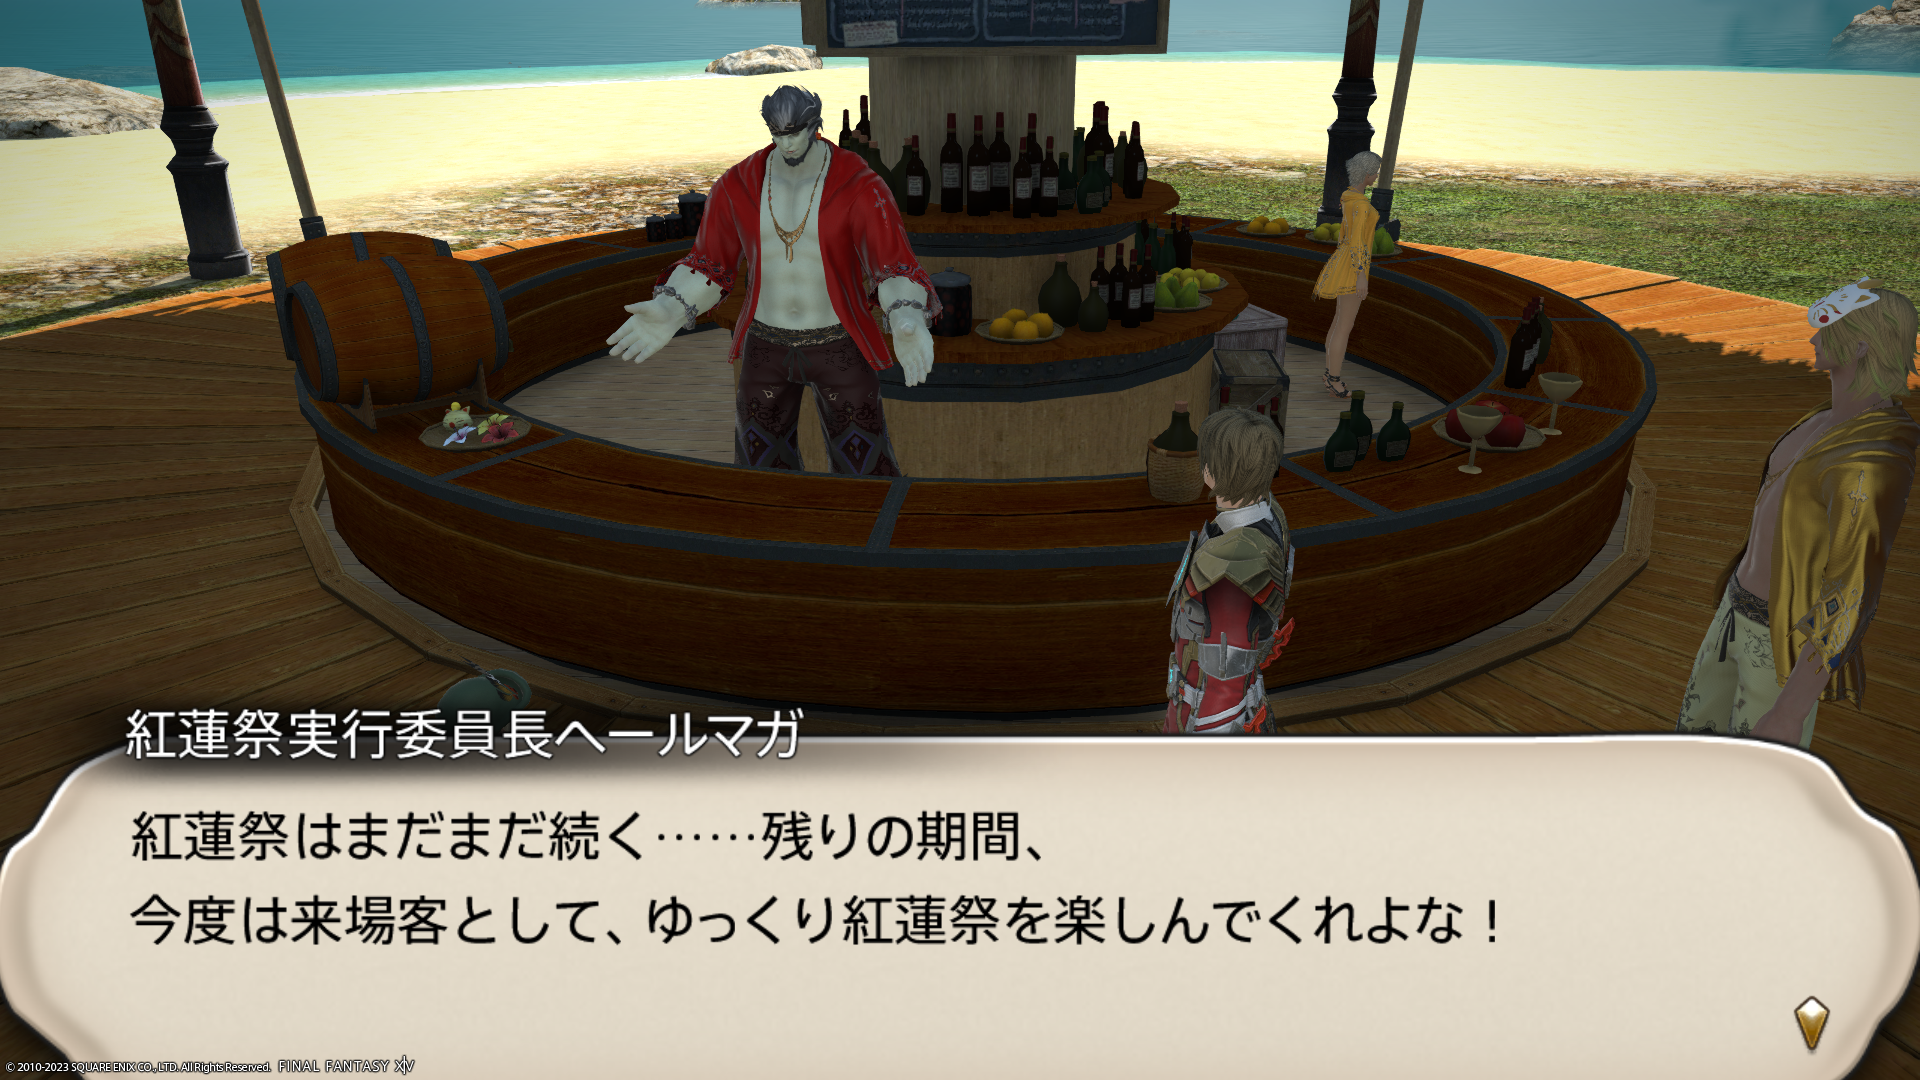 紅蓮祭実行委員長ヘールマガ
紅蓮祭はまだまだ続く……残りの期間、
今度は来場客として、ゆっくり紅蓮祭を楽しんでくれよな！
© 2010-2023 SQUARE ENIX CO., LTD. All Rights Reserved. FINAL FANTASY XIV